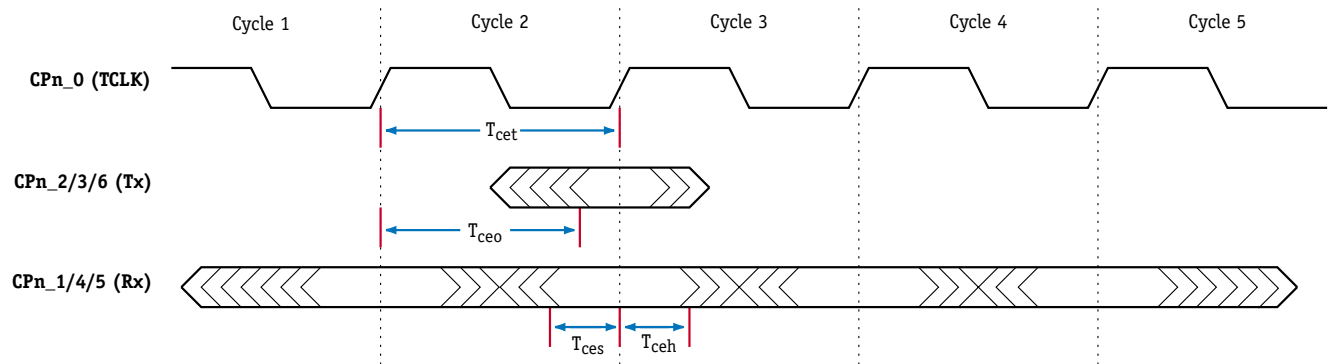 Cycle 1 Cycle 2 Cycle 3 Cycle 4 Cycle 5
CPn_0 (TCLK)
Tcet
CPn_2/3/6 (Tx)
Tceo
CPn_1/4/5 (Rx)
Tces Tceh